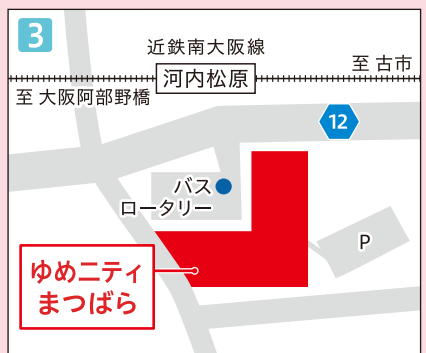 3
近鉄南大阪線
河内松原
至 古市
至 大阪阿部野橋
12
バス
ロータリー
P
ゆめニティ
まつばら